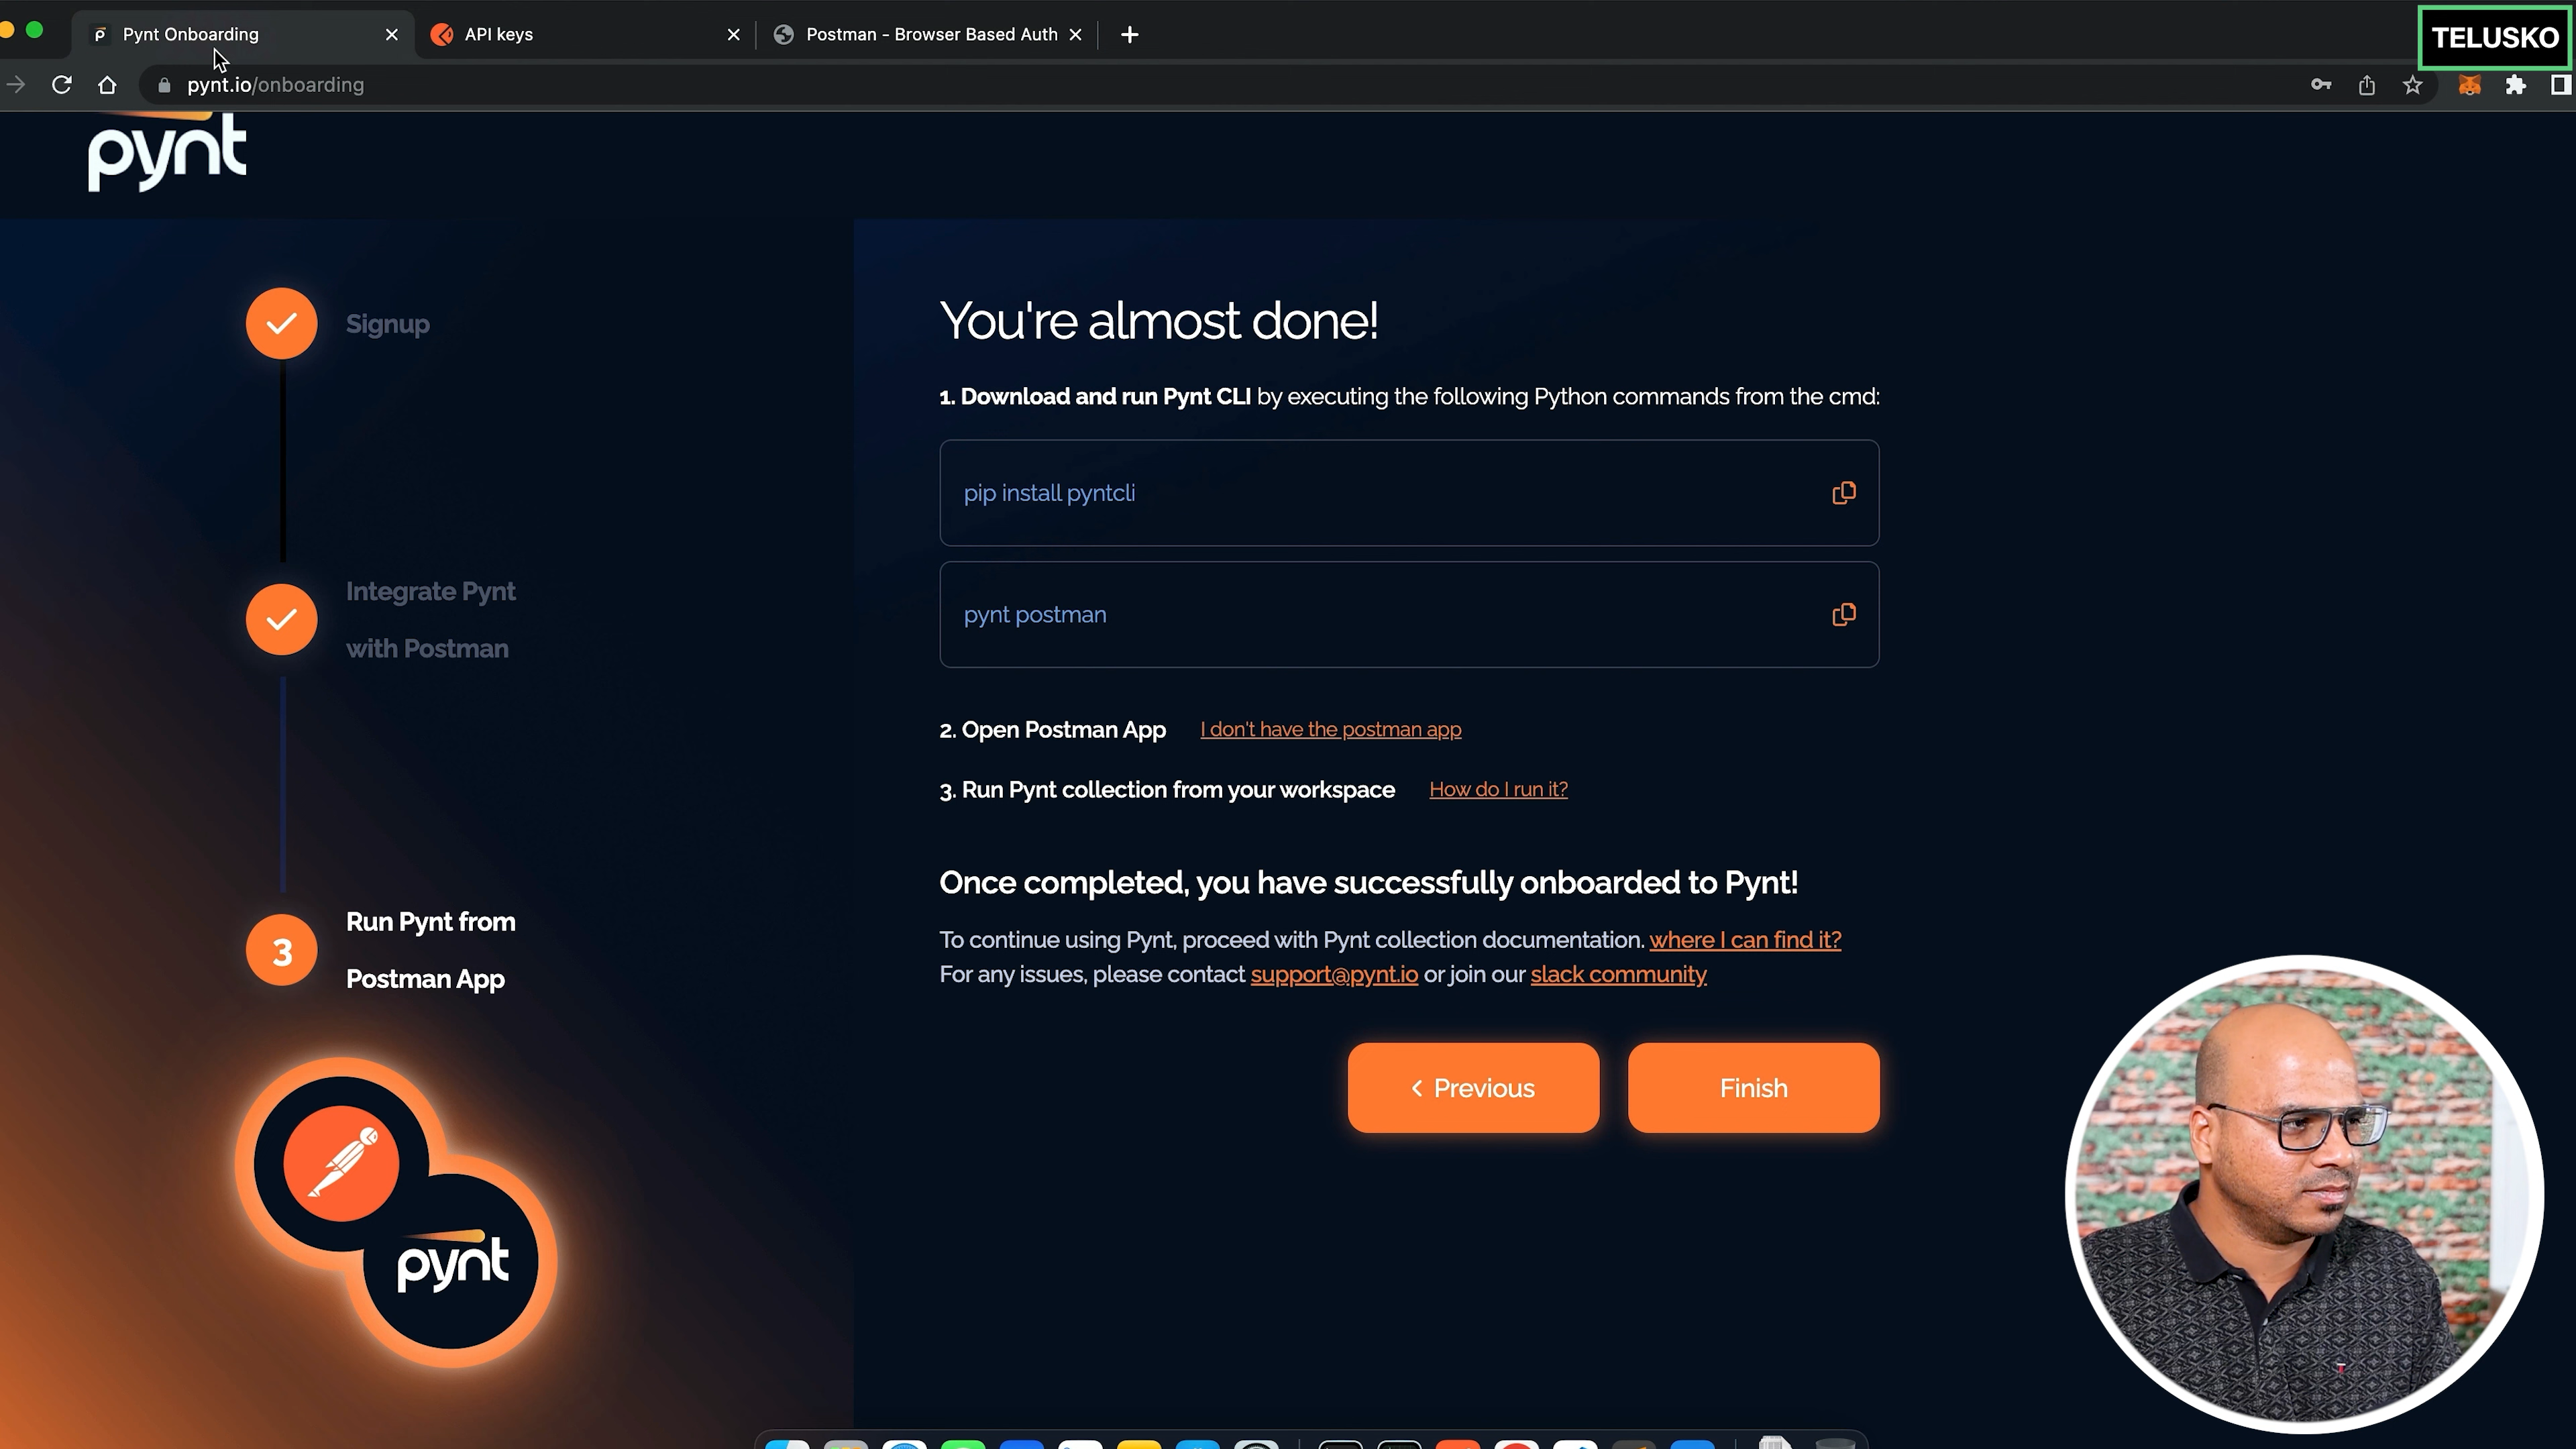 Pynt Onboarding
API keys
Postman - Browser Based Auth
TELUSKO
pynt.io/onboarding
pynt
Signup
Integrate Pynt
with Postman
3
Run Pynt from
Postman App
pynt
You're almost done!
1. Download and run Pynt CLI by executing the following Python commands from the cmd:
pip install pyntcli
pynt postman
2. Open Postman App I don't have the postman app
3. Run Pynt collection from your workspace How do I run it?
Once completed, you have successfully onboarded to Pynt!
To continue using Pynt, proceed with Pynt collection documentation. where I can find it?
For any issues, please contact support@pynt.io or join our slack community
Previous
Finish